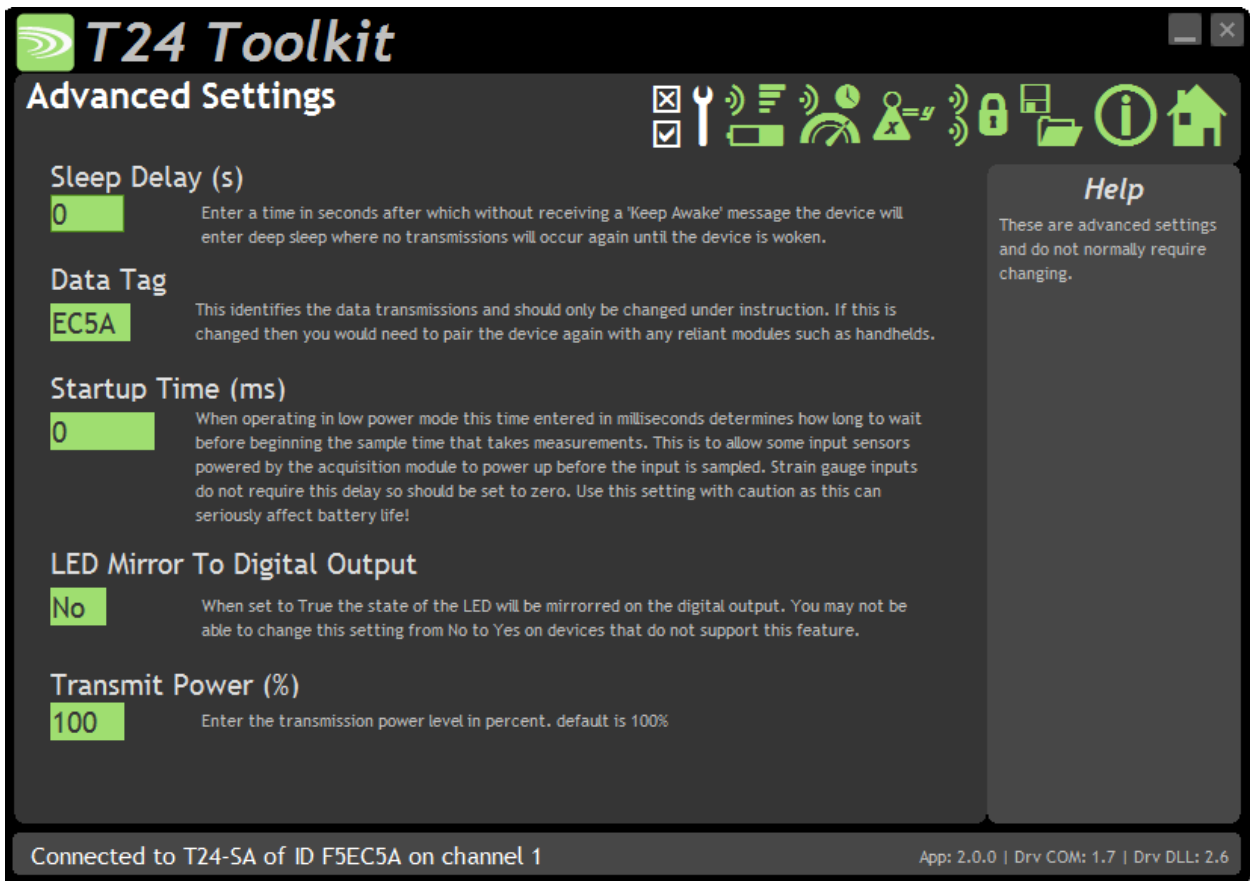 T24 Toolkit
Advanced Settings
x=y
Sleep Delay (s)
0
Enter a time in seconds after which without receiving a 'Keep Awake' message the device will
enter deep sleep where no transmissions will occur again until the device is woken.
Data Tag
EC5A
This identifies the data transmissions and should only be changed under instruction. If this is
changed then you would need to pair the device again with any reliant modules such as handhelds.
Startup Time (ms)
0
When operating in low power mode this time entered in milliseconds determines how long to wait
before beginning the sample time that takes measurements. This is to allow some input sensors
powered by the acquisition module to power up before the input is sampled. Strain gauge inputs
do not require this delay so should be set to zero. Use this setting with caution as this can
seriously affect battery life!
LED Mirror To Digital Output
No
When set to True the state of the LED will be mirrorred on the digital output. You may not be
able to change this setting from No to Yes on devices that do not support this feature.
Transmit Power (%)
100
Enter the transmission power level in percent. default is 100%
Help
These are advanced settings
and do not normally require
changing.
Connected to T24-SA of ID F5EC5A on channel 1
App: 2.0.0 | Drv COM: 1.7 | Drv DLL: 2.6